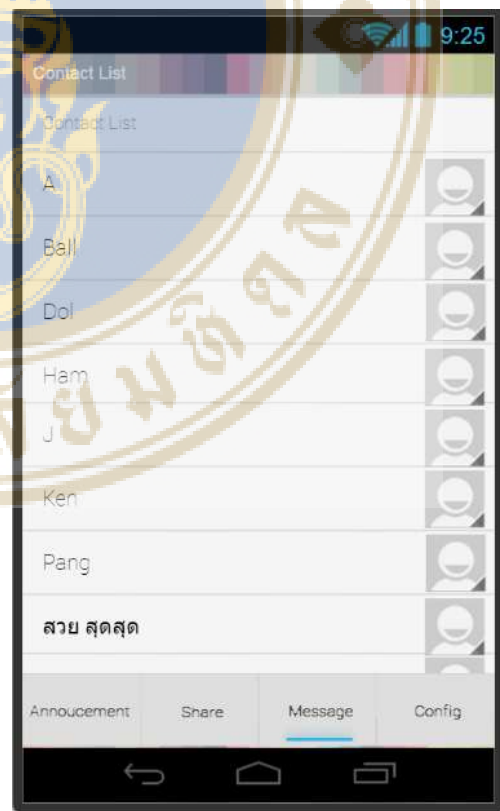 9:25
Contact List
Contact List
A
Ball
Dol
Ham
J
Ken
Pang
สวย สุดสุด
Annoucement Share Message Config